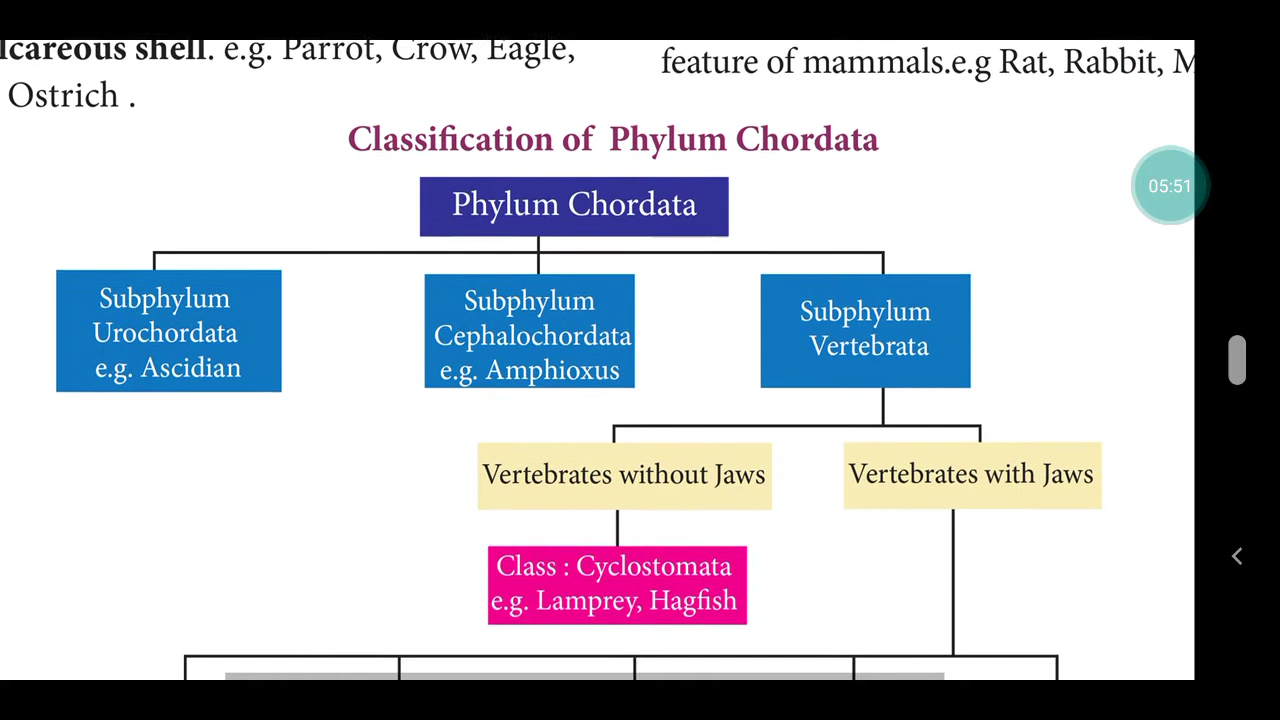 lcareous shell. e.g. Parrot, Crow, Eagle,
Ostrich .
feature of mammals.e.g Rat, Rabbit, M
Classification of Phylum Chordata
Phylum Chordata
Subphylum
Urochordata
e.g. Ascidian
Subphylum
Cephalochordata
e.g. Amphioxus
Subphylum
Vertebrata
Vertebrates without Jaws
Vertebrates with Jaws
Class : Cyclostomata
e.g. Lamprey, Hagfish
05:51